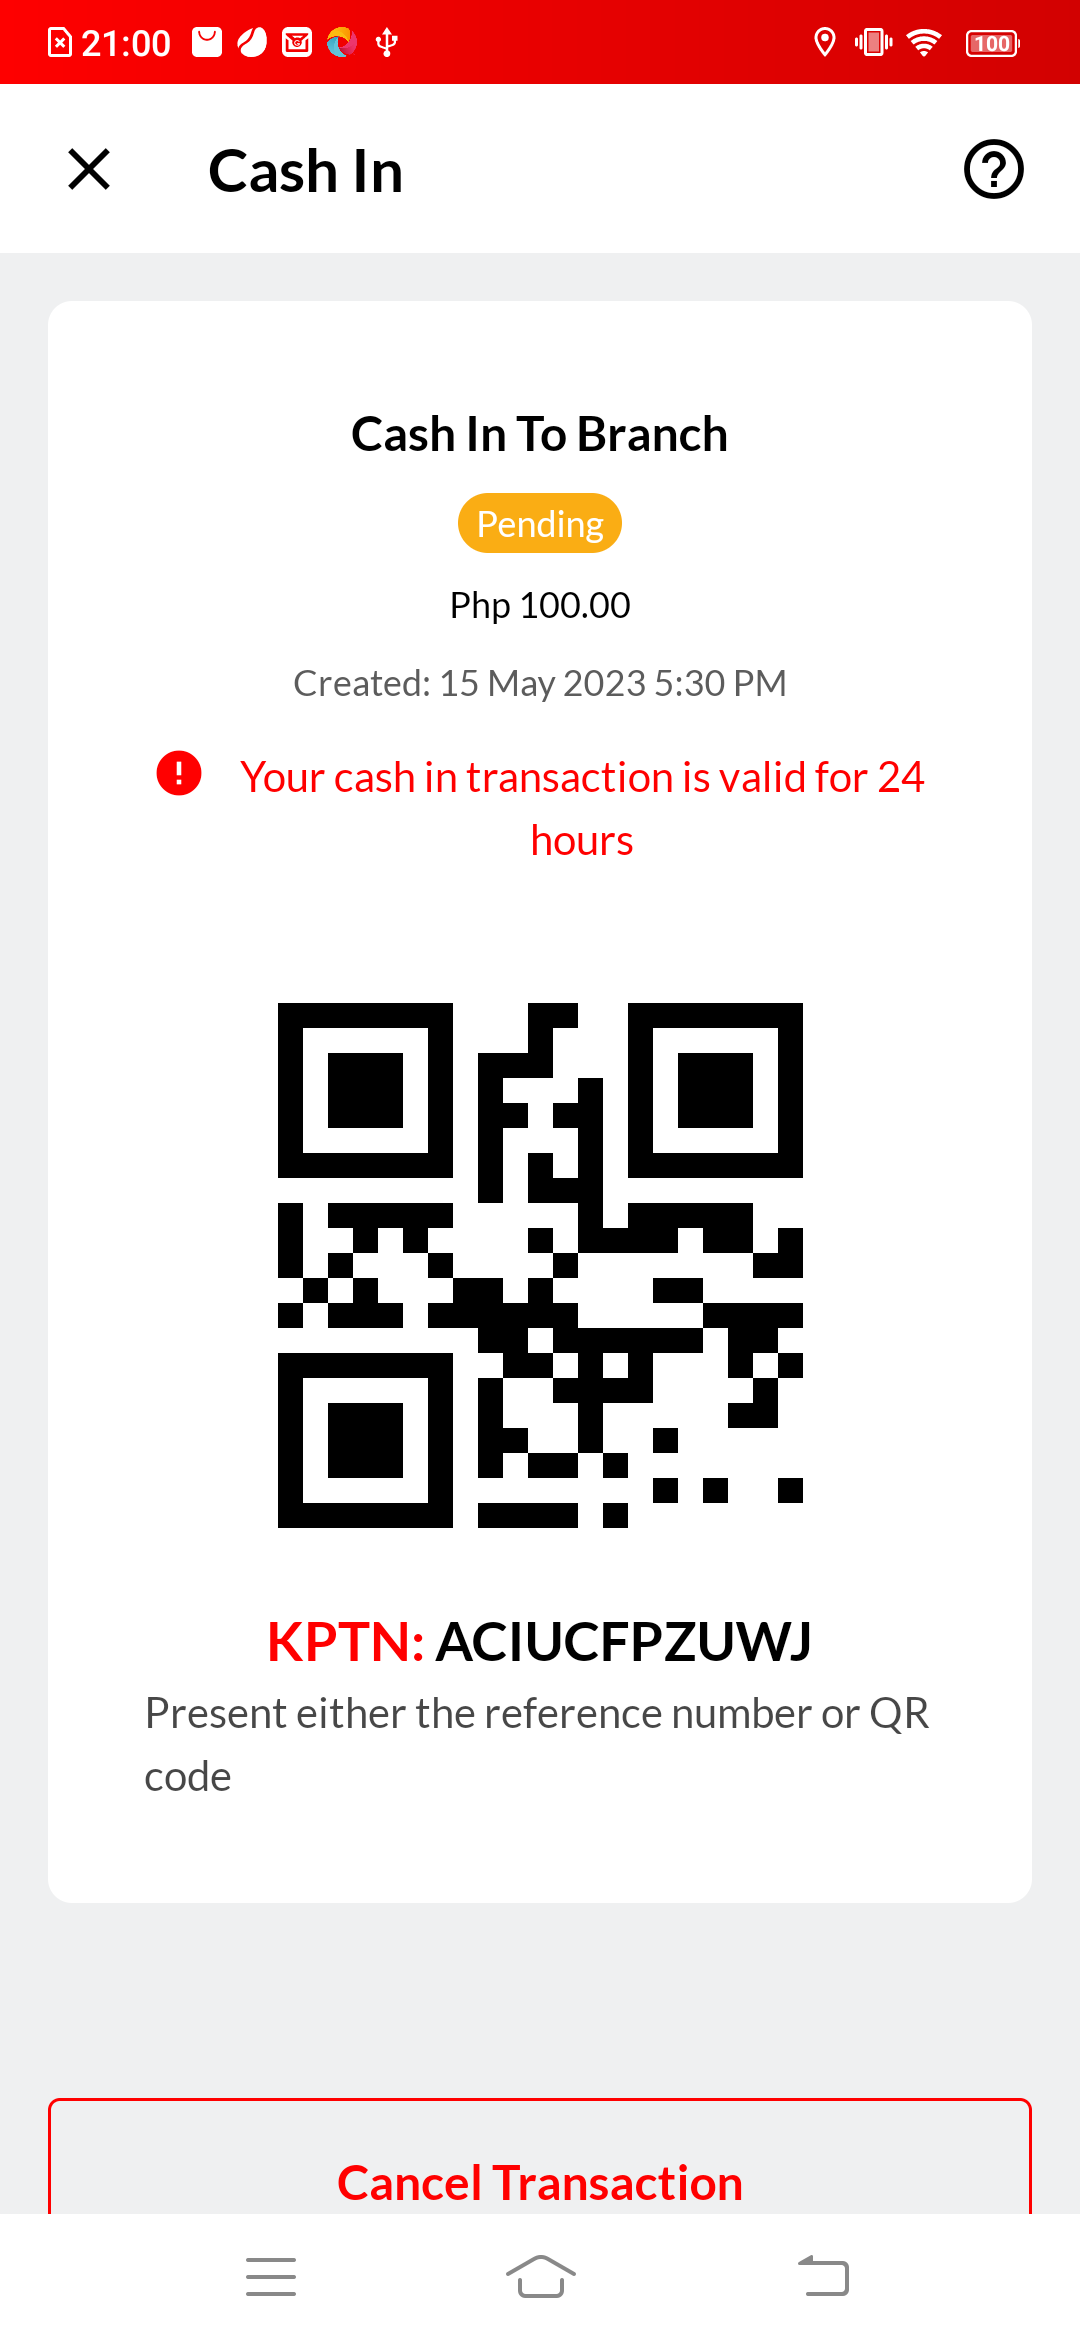 21:00
100
Cash In
Cash In To Branch
Pending
Php 100.00
Created: 15 May 2023 5:30 PM
Your cash in transaction is valid for 24
hours
KPTN: ACIUCFPZUWJ
Present either the reference number or QR
code
Cancel Transaction